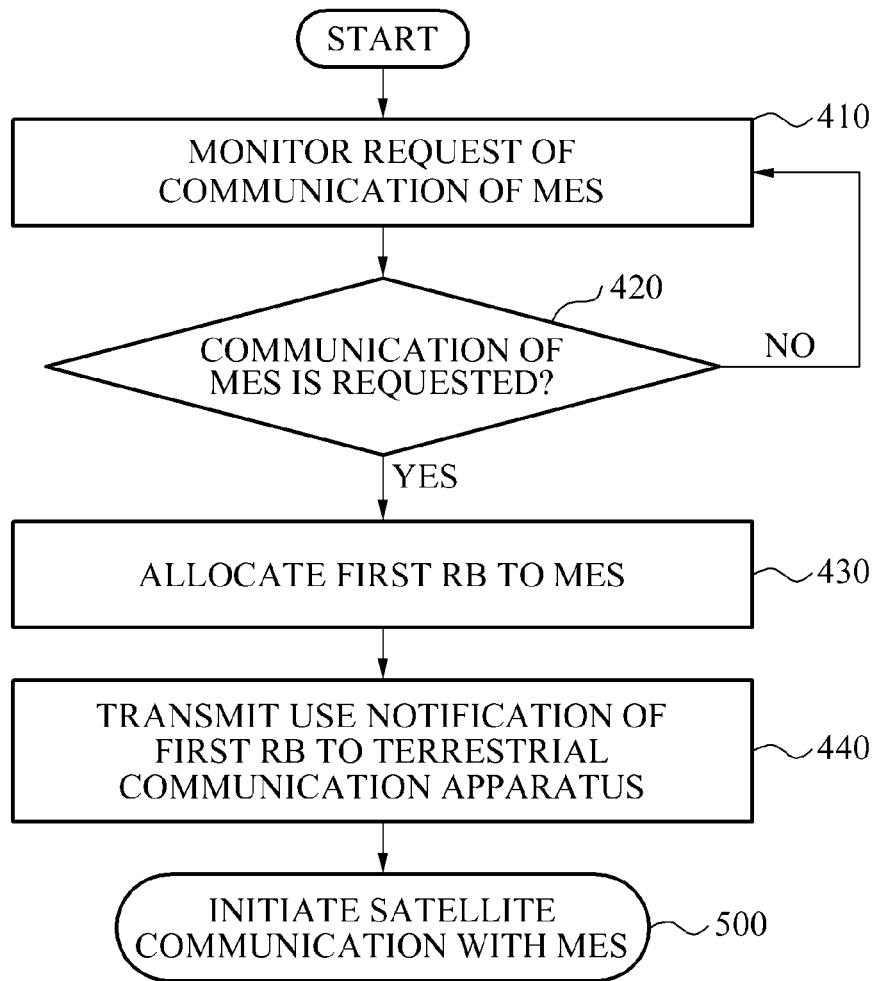 START
410
MONITOR REQUEST OF
COMMUNICATION OF MES
420
COMMUNICATION OF
MES IS REQUESTED?
NO
YES
ALLOCATE FIRST RB TO MES
430
TRANSMIT USE NOTIFICATION OF
FIRST RB TO TERRESTRIAL
COMMUNICATION APPARATUS
440
INITIATE SATELLITE
COMMUNICATION WITH MES
500